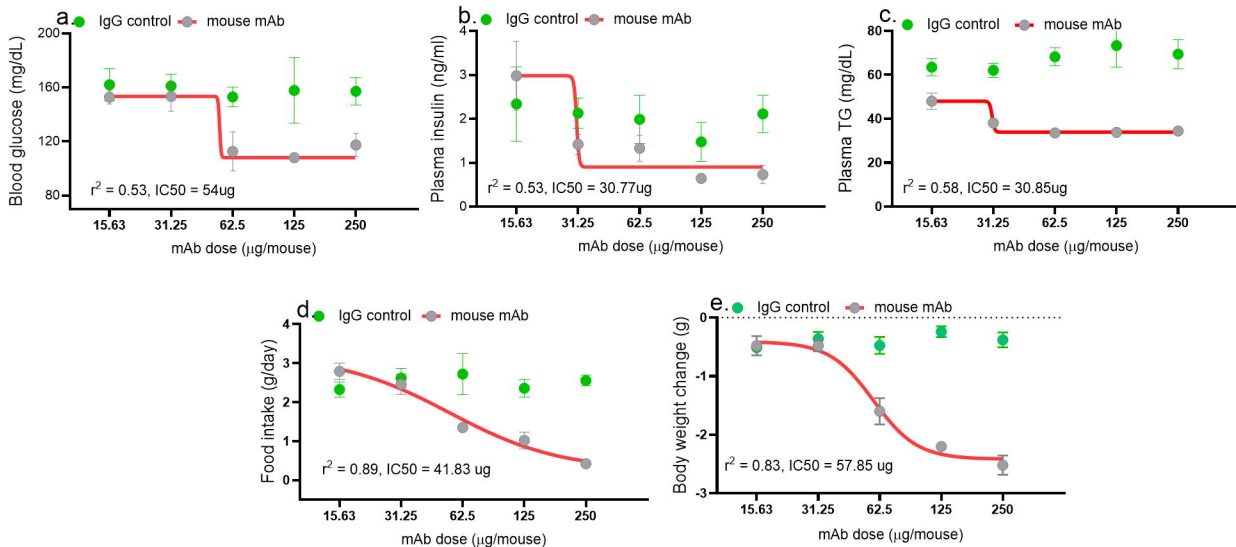 a. IgG control mouse mAb
Blood glucose (mg/dL)
200
160
120
80
r² = 0.53, IC50 = 54ug
15.63 31.25 62.5 125 250
mAb dose (μg/mouse)
b. IgG control mouse mAb
Plasma insulin (ng/ml)
4
3
2
1
0
r² = 0.53, IC50 = 30.77ug
15.63 31.25 62.5 125 250
mAb dose (μg/mouse)
c. IgG control mouse mAb
Plasma TG (mg/dL)
80
60
40
20
0
r² = 0.58, IC50 = 30.85ug
15.63 31.25 62.5 125 250
mAb dose (μg/mouse)
d. IgG control mouse mAb
Food intake (g/day)
4
3
2
1
0
r² = 0.89, IC50 = 41.83 ug
15.63 31.25 62.5 125 250
mAb dose (μg/mouse)
e. IgG control mouse mAb
Body weight change (g)
0
-1
-2
-3
r² = 0.83, IC50 = 57.85 ug
15.63 31.25 62.5 125 250
mAb dose (μg/mouse)